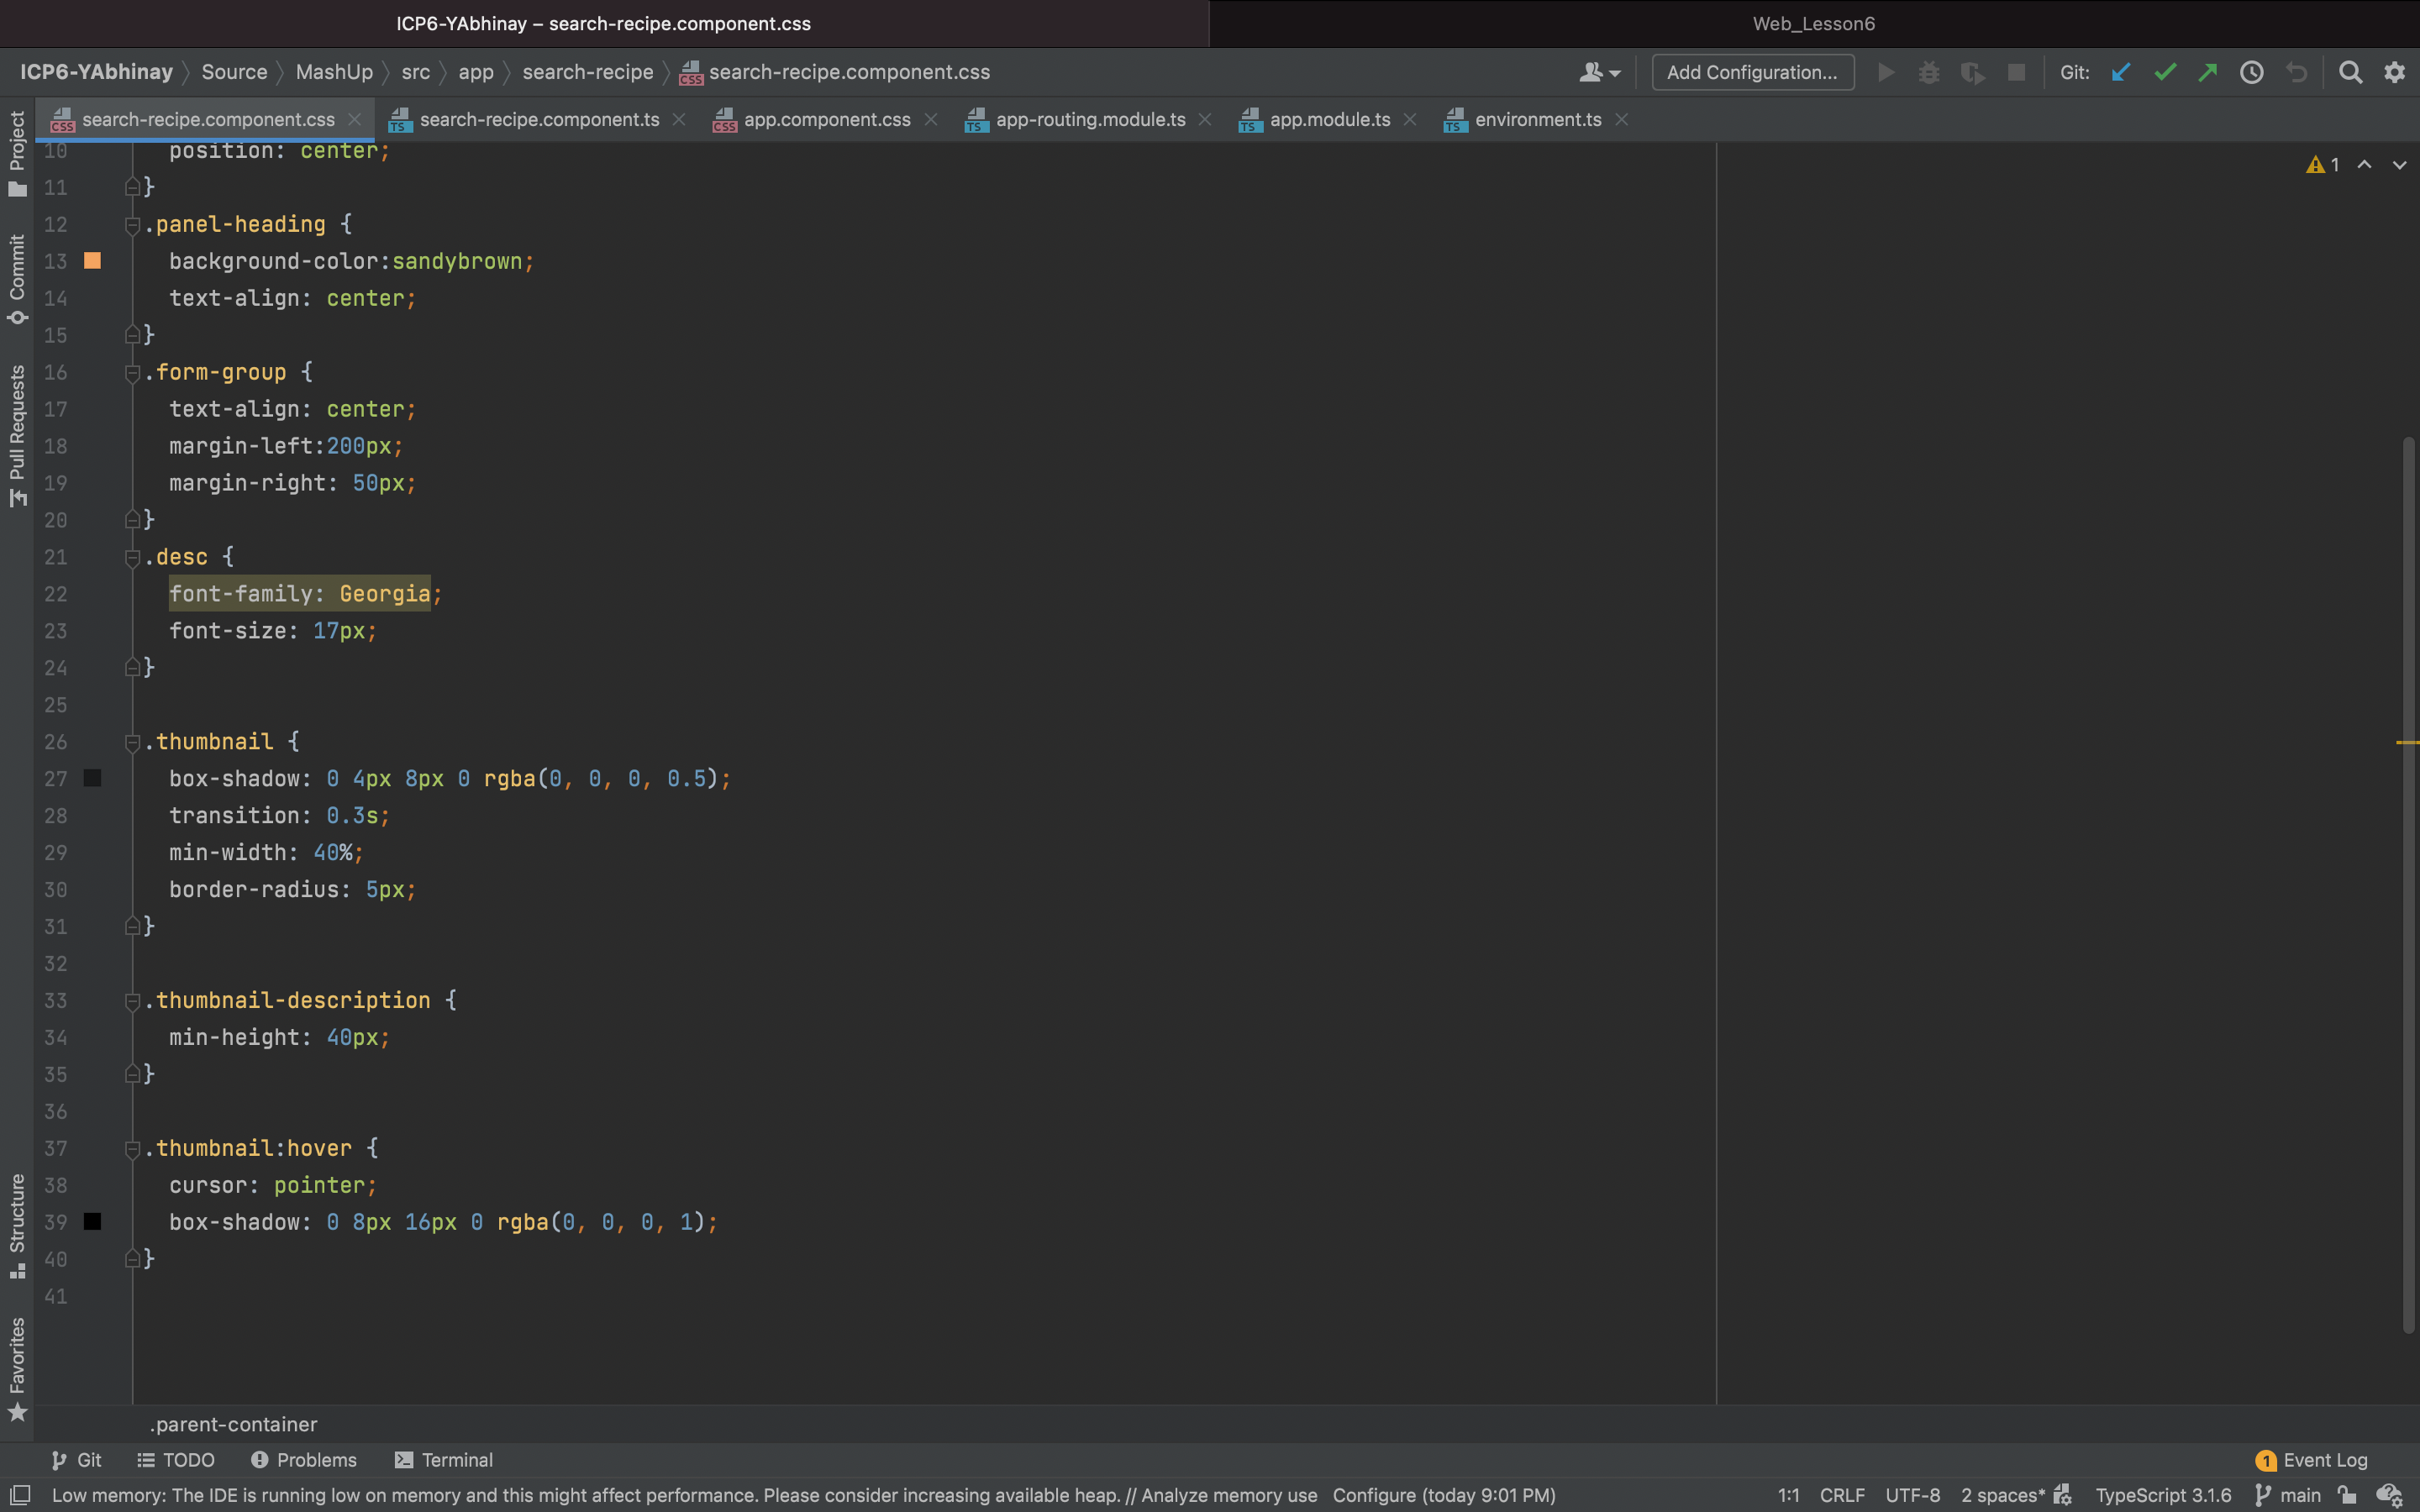 ICP6-YAbhinay – search-recipe.component.css
Web_Lesson6
ICP6-YAbhinay Source MashUp src app search-recipe search-recipe.component.css
Add Configuration...
Git:
search-recipe.component.css
search-recipe.component.ts
app.component.css
app-routing.module.ts
app.module.ts
environment.ts
Project
Commit
Pull Requests
Structure
Favorites
1
10 position: center;
11 }
12 .panel-heading {
13 background-color:sandybrown;
14 text-align: center;
15 }
16 .form-group {
17 text-align: center;
18 margin-left:200px;
19 margin-right: 50px;
20 }
21 .desc {
22 font-family: Georgia;
23 font-size: 17px;
24 }
25
26 .thumbnail {
27 box-shadow: 0 4px 8px 0 rgba(0, 0, 0, 0.5);
28 transition: 0.3s;
29 min-width: 40%;
30 border-radius: 5px;
31 }
32
33 .thumbnail-description {
34 min-height: 40px;
35 }
36
37 .thumbnail:hover {
38 cursor: pointer;
39 box-shadow: 0 8px 16px 0 rgba(0, 0, 0, 1);
40 }
41
.parent-container
Git TODO Problems Terminal
1 Event Log
Low memory: The IDE is running low on memory and this might affect performance. Please consider increasing available heap. // Analyze memory use Configure (today 9:01 PM)
1:1 CRLF UTF-8 2 spaces* TypeScript 3.1.6 main